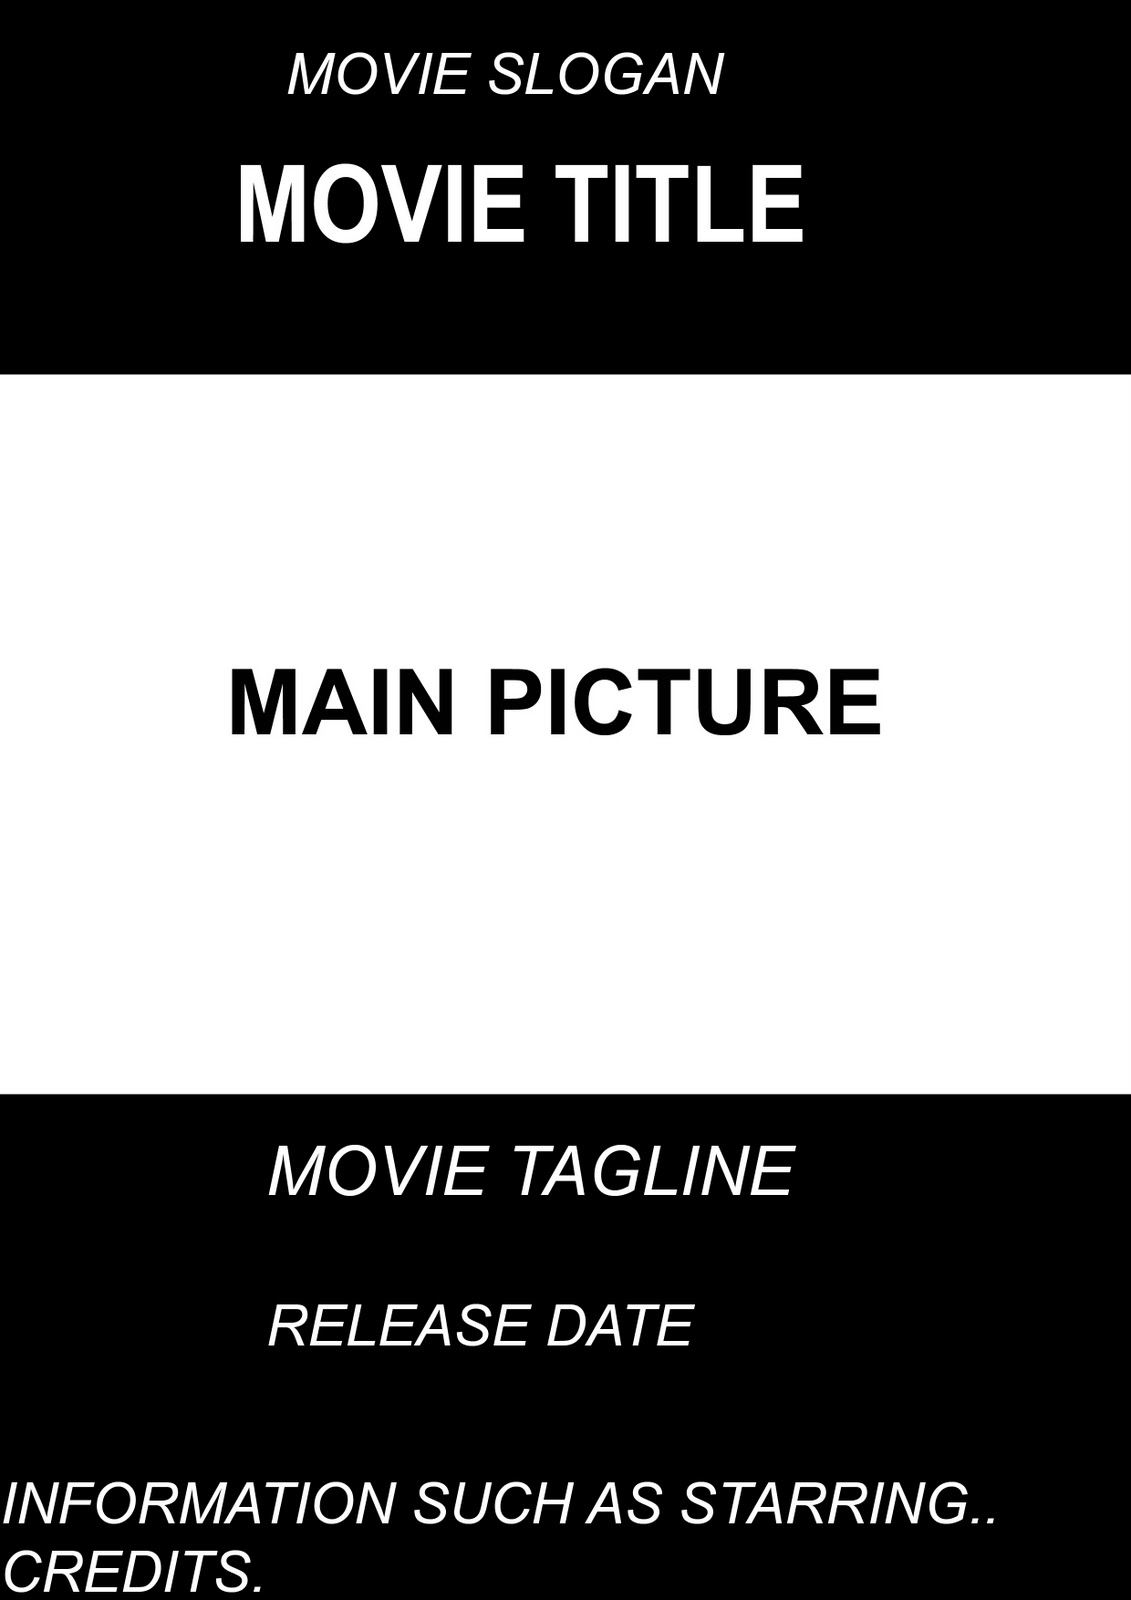 MOVIE SLOGAN
MOVIE TITLE
MAIN PICTURE
MOVIE TAGLINE
RELEASE DATE
INFORMATION SUCH AS STARRING..
CREDITS.